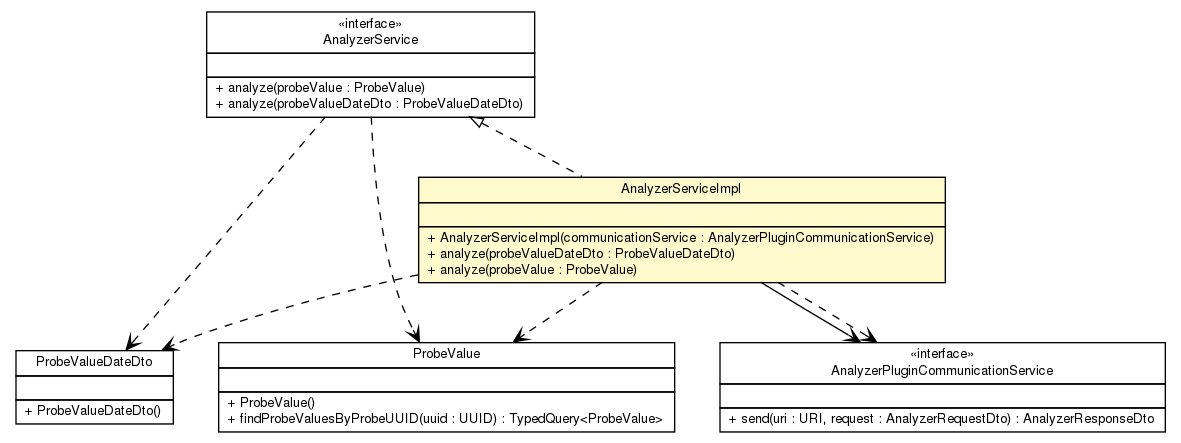 «interface»
AnalyzerService
+ analyze(probeValue : ProbeValue)
+ analyze(probeValueDateDto : ProbeValueDateDto)
AnalyzerServiceImpl
+ AnalyzerServiceImpl(communicationService : AnalyzerPluginCommunicationService)
+ analyze(probeValueDateDto : ProbeValueDateDto)
+ analyze(probeValue : ProbeValue)
ProbeValueDateDto
+ ProbeValueDateDto()
ProbeValue
+ ProbeValue()
+ findProbeValuesByProbeUUID(uuid : UUID) : TypedQuery<ProbeValue>
«interface»
AnalyzerPluginCommunicationService
+ send(uri : URI, request : AnalyzerRequestDto) : AnalyzerResponseDto